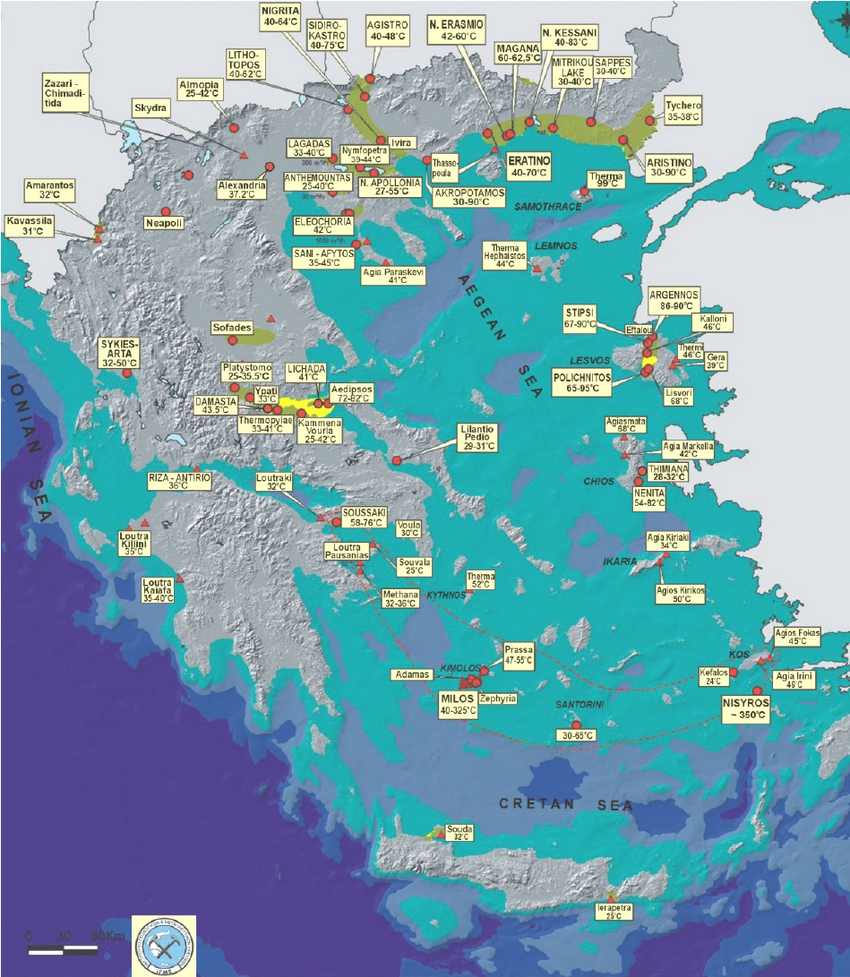 NIGRITA
40-64°C
SIDIRO-
KASTRO
40-75°C
AGISTRO
40-48°C
N. ERASMIO
42-60°C
MAGANA
60-62,5°C
N. KESSANI
40-83°C
MITRIKOU
LAKE
30-40°C
SAPPES
30-40°C
LITHO-
TOPOS
40-62°C
Zazari -
Chimadi-
tida
Almopia
25-42°C
Skydra
Tychero
35-38°C
LAGADAS
33-40°C
Nymfopetra
39-44°C
Ivira
Thasso-
poula
ERATINO
40-70°C
ARISTINO
30-90°C
Amarantos
32°C
Kavassila
31°C
Alexandria
37.2°C
ANTHEMOUNTAS
25-40°C
N. APOLLONIA
27-55°C
AKROPOTAMOS
30-90°C
Therma
99°C
SAMOTHRACE
Neapoli
ELEOCHORIA
42°C
SANI - AFYTOS
35-45°C
Agia Paraskevi
41°C
Therma
Hephaistos
44°C
LEMNOS
AEGEAN SEA
ARGENNOS
86-90°C
STIPSI
67-90°C
Kalloni
46°C
Eftalou
Thermi
46°C
Gera
39°C
LESVOS
POLICHNITOS
65-95°C
Lisvori
68°C
Sofades
SYKIES-
ARTA
32-50°C
Platystomo
25-35.5°C
LICHADA
41°C
Ypati
33°C
Aedipsos
72-82°C
DAMASTA
43.5°C
Thermopylae
33-41°C
Kammena
Vourla
25-42°C
IONIAN SEA
Lilantio
Pedio
29-31°C
Agiasmata
68°C
Agia Markella
42°C
THIMIANA
28-32°C
CHIOS
NENITA
54-82°C
RIZA - ANTIRIO
36°C
Loutraki
32°C
SOUSSAKI
58-76°C
Voula
30°C
Loutra
Killini
35°C
Loutra
Pausanias
Souvala
25°C
Agia Kiriaki
34°C
IKARIA
Agios Kirikos
50°C
Loutra
Kaiafa
35-40°C
Methana
32-36°C
Therma
52°C
KYTHNOS
Agios Fokas
45°C
Prassa
47-55°C
KIMOLOS
Adamas
KOS
Kefalos
24°C
Agia Irini
46°C
MILOS
40-325°C
Zephyria
SANTORINI
30-65°C
NISYROS
~ 350°C
CRETAN SEA
Souda
32°C
Ierapetra
25°C
0 30 60Km